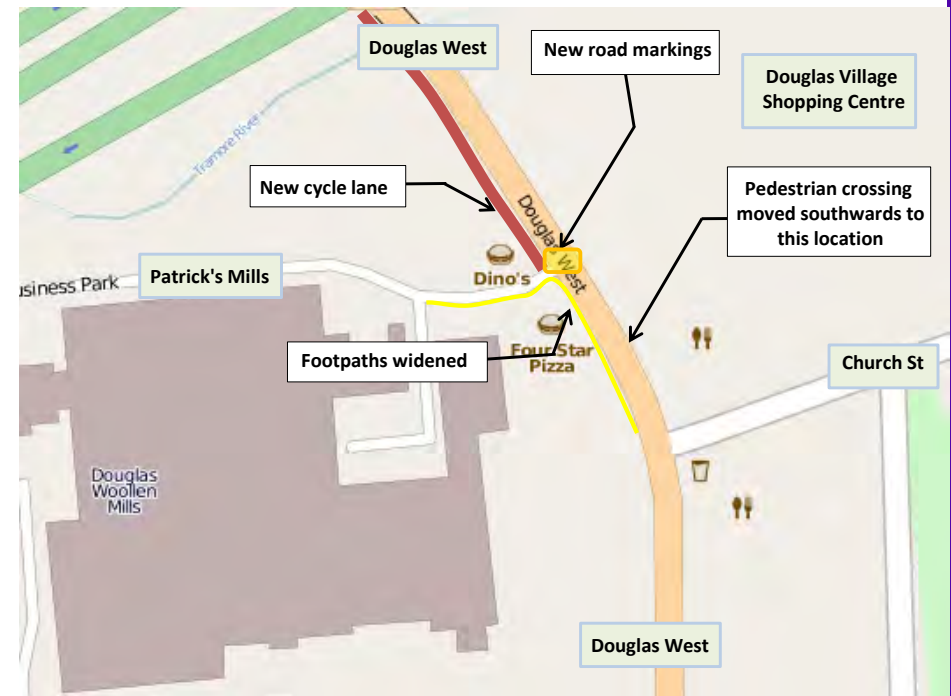 Douglas West
New road markings
Douglas Village
Shopping Centre
Tramore River
New cycle lane
Pedestrian crossing
moved southwards to
this location
Douglas West
Dino's
Patrick's Mills
usiness Park
Footpaths widened
Four Star
Pizza
Church St
Douglas
Woollen
Mills
Douglas West